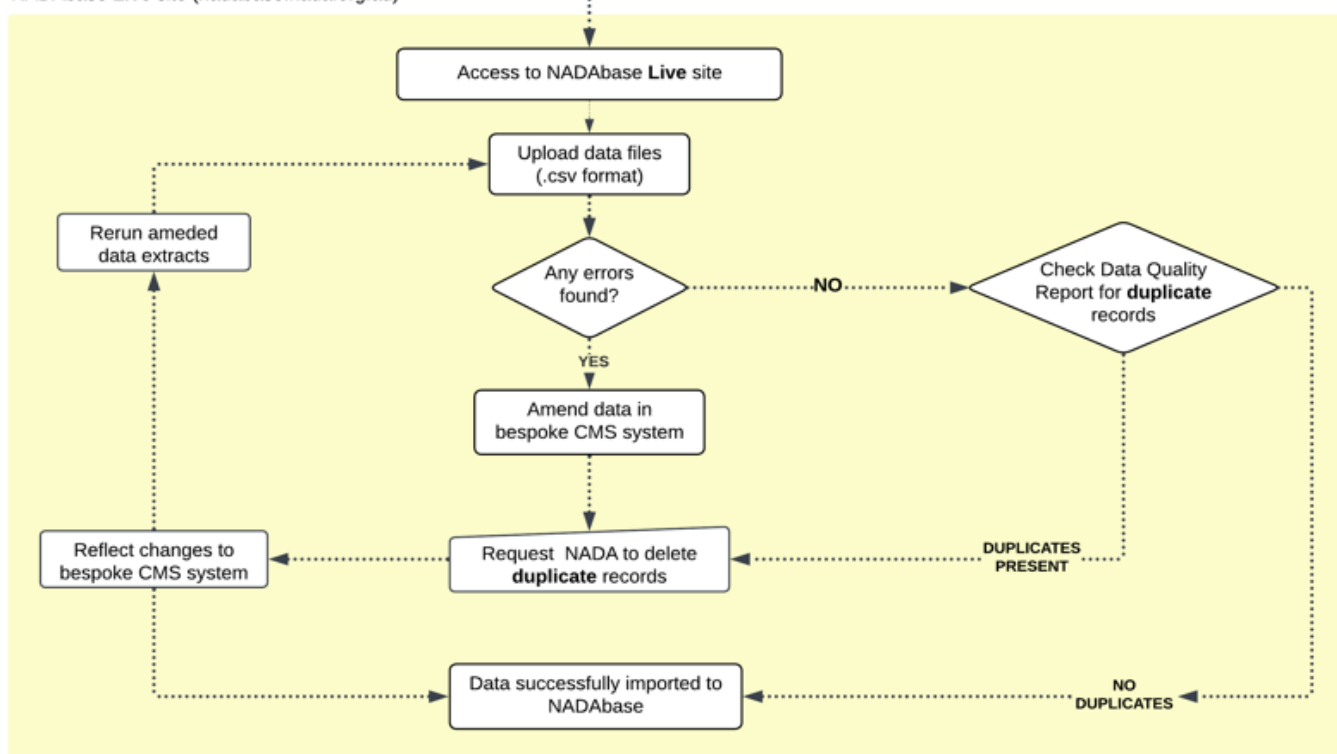 Access to NADAbase Live site
Upload data files
(.csv format)
Rerun ameded
data extracts
Any errors
found?
NO
Check Data Quality
Report for duplicate
records
YES
Amend data in
bespoke CMS system
Reflect changes to
bespoke CMS system
Request NADA to delete
duplicate records
DUPLICATES
PRESENT
Data successfully imported to
NADAbase
NO
DUPLICATES